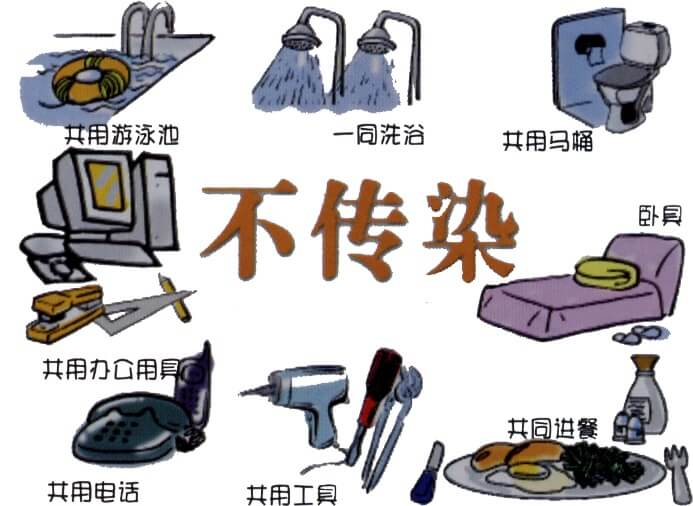 共用游泳池
一同洗浴
共用马桶
不传染
卧具
共用办公用具
共同进餐
共用电话
共用工具